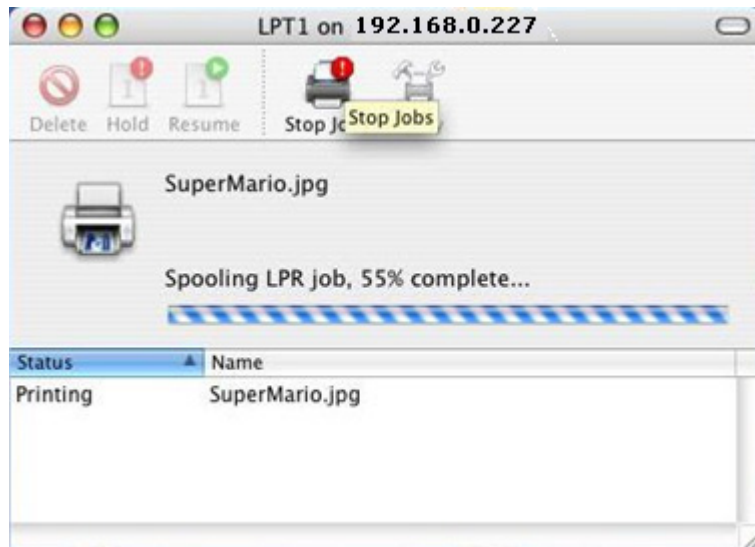 LPT1 on 192.168.0.227
Delete Hold Resume Stop Jo
Stop Jobs
SuperMario.jpg
Spooling LPR job, 55% complete...
Status Name
Printing SuperMario.jpg